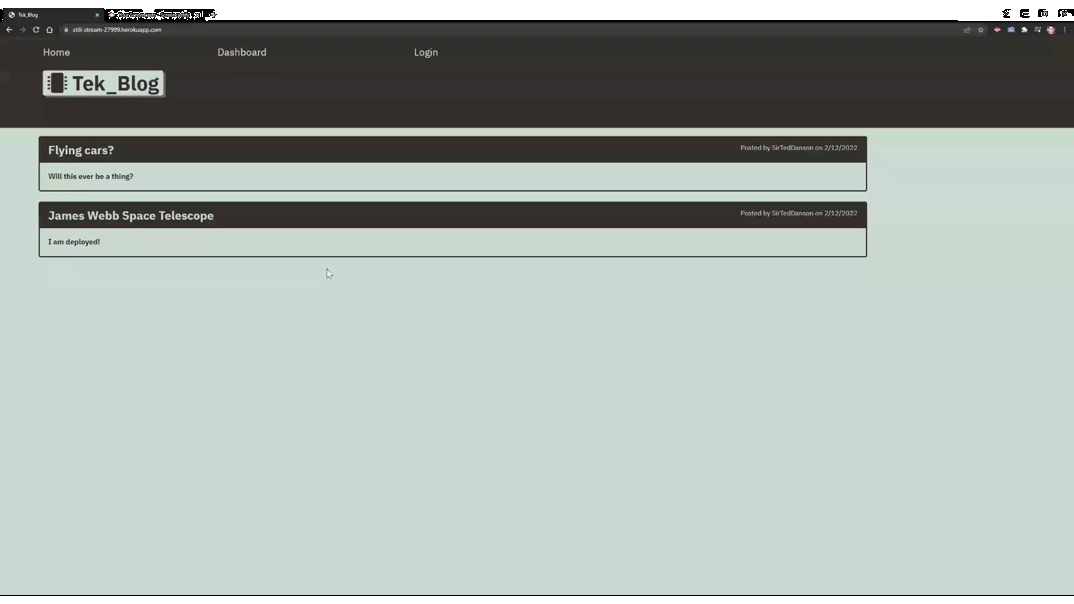 Tek_Blog
still-stream-27999.herokuapp.com
Home Dashboard Login
Tek_Blog
Flying cars? Posted by SirTedDanson on 2/12/2022
Will this ever be a thing?
James Webb Space Telescope Posted by SirTedDanson on 2/12/2022
I am deployed!